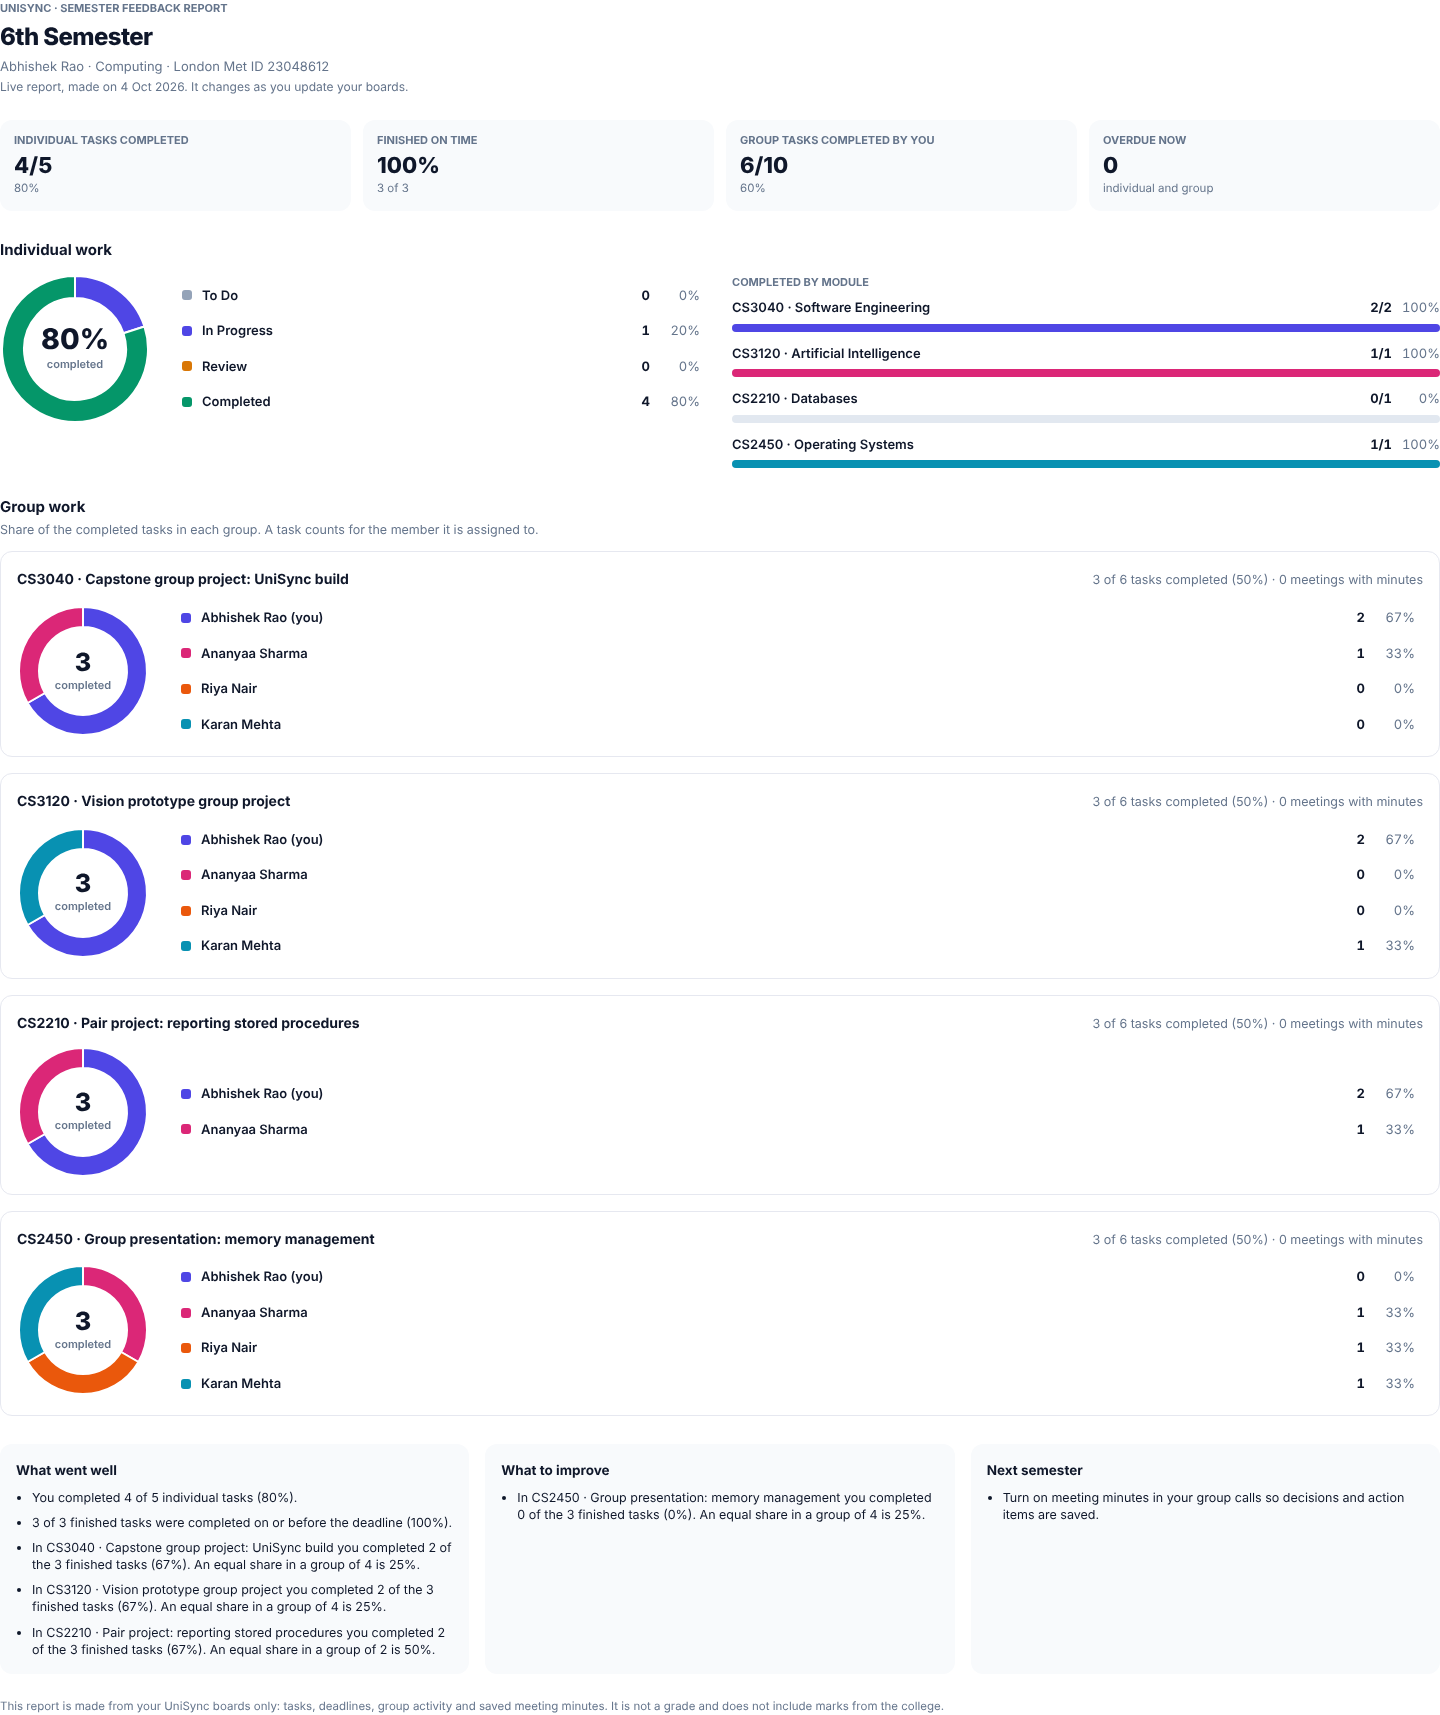 UNISYNC · SEMESTER FEEDBACK REPORT
6th Semester
Abhishek Rao · Computing · London Met ID 23048612
Live report, made on 4 Oct 2026. It changes as you update your boards.
INDIVIDUAL TASKS COMPLETED
4/5
80%
FINISHED ON TIME
100%
3 of 3
GROUP TASKS COMPLETED BY YOU
6/10
60%
OVERDUE NOW
0
individual and group
Individual work
80%
completed
To Do 0 0%
In Progress 1 20%
Review 0 0%
Completed 4 80%
COMPLETED BY MODULE
CS3040 · Software Engineering 2/2 100%
CS3120 · Artificial Intelligence 1/1 100%
CS2210 · Databases 0/1 0%
CS2450 · Operating Systems 1/1 100%
Group work
Share of the completed tasks in each group. A task counts for the member it is assigned to.
CS3040 · Capstone group project: UniSync build 3 of 6 tasks completed (50%) · 0 meetings with minutes
3
completed
Abhishek Rao (you) 2 67%
Ananyaa Sharma 1 33%
Riya Nair 0 0%
Karan Mehta 0 0%
CS3120 · Vision prototype group project 3 of 6 tasks completed (50%) · 0 meetings with minutes
3
completed
Abhishek Rao (you) 2 67%
Ananyaa Sharma 0 0%
Riya Nair 0 0%
Karan Mehta 1 33%
CS2210 · Pair project: reporting stored procedures 3 of 6 tasks completed (50%) · 0 meetings with minutes
3
completed
Abhishek Rao (you) 2 67%
Ananyaa Sharma 1 33%
CS2450 · Group presentation: memory management 3 of 6 tasks completed (50%) · 0 meetings with minutes
3
completed
Abhishek Rao (you) 0 0%
Ananyaa Sharma 1 33%
Riya Nair 1 33%
Karan Mehta 1 33%
What went well
• You completed 4 of 5 individual tasks (80%).
• 3 of 3 finished tasks were completed on or before the deadline (100%).
• In CS3040 · Capstone group project: UniSync build you completed 2 of
the 3 finished tasks (67%). An equal share in a group of 4 is 25%.
• In CS3120 · Vision prototype group project you completed 2 of the 3
finished tasks (67%). An equal share in a group of 4 is 25%.
• In CS2210 · Pair project: reporting stored procedures you completed 2
of the 3 finished tasks (67%). An equal share in a group of 2 is 50%.
What to improve
• In CS2450 · Group presentation: memory management you completed
0 of the 3 finished tasks (0%). An equal share in a group of 4 is 25%.
Next semester
• Turn on meeting minutes in your group calls so decisions and action
items are saved.
This report is made from your UniSync boards only: tasks, deadlines, group activity and saved meeting minutes. It is not a grade and does not include marks from the college.